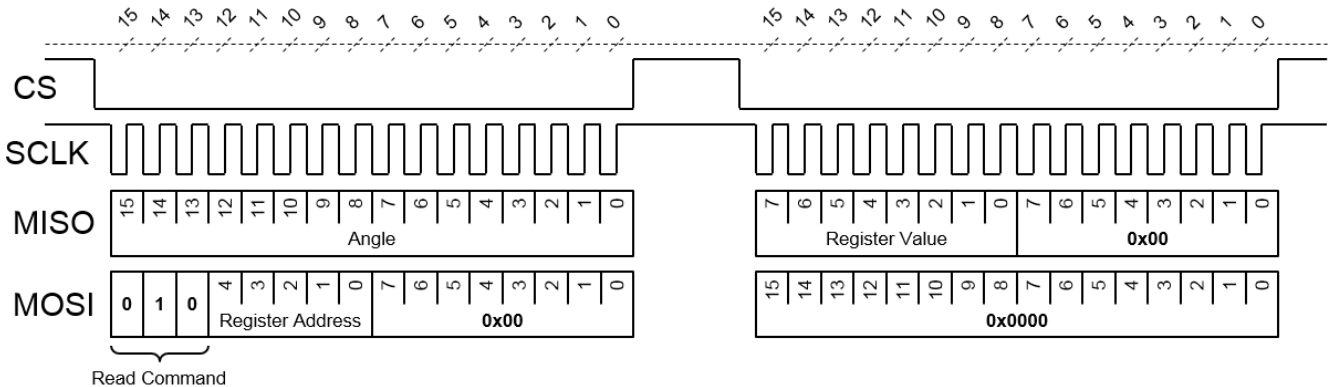 15 14 13 12 11 10 9 8 7 6 5 4 3 2 1 0 15 14 13 12 11 10 9 8 7 6 5 4 3 2 1 0
CS
SCLK
MISO 15 14 13 12 11 10 9 8 7 6 5 4 3 2 1 0 7 6 5 4 3 2 1 0 7 6 5 4 3 2 1 0
Angle Register Value 0x00
MOSI 0 1 0 4 3 2 1 0 7 6 5 4 3 2 1 0 15 14 13 12 11 10 9 8 7 6 5 4 3 2 1 0
Register Address 0x00 0x0000
Read Command